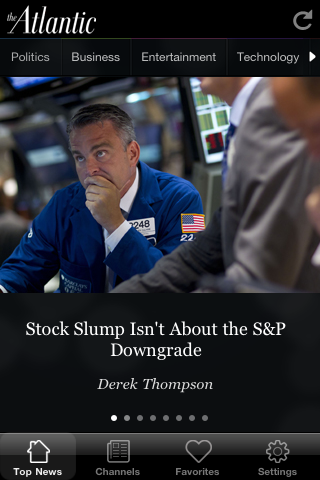 the Atlantic
Politics Business Entertainment Technology
2248
22
Stock Slump Isn't About the S&P
Downgrade
Derek Thompson
Top News Channels Favorites Settings